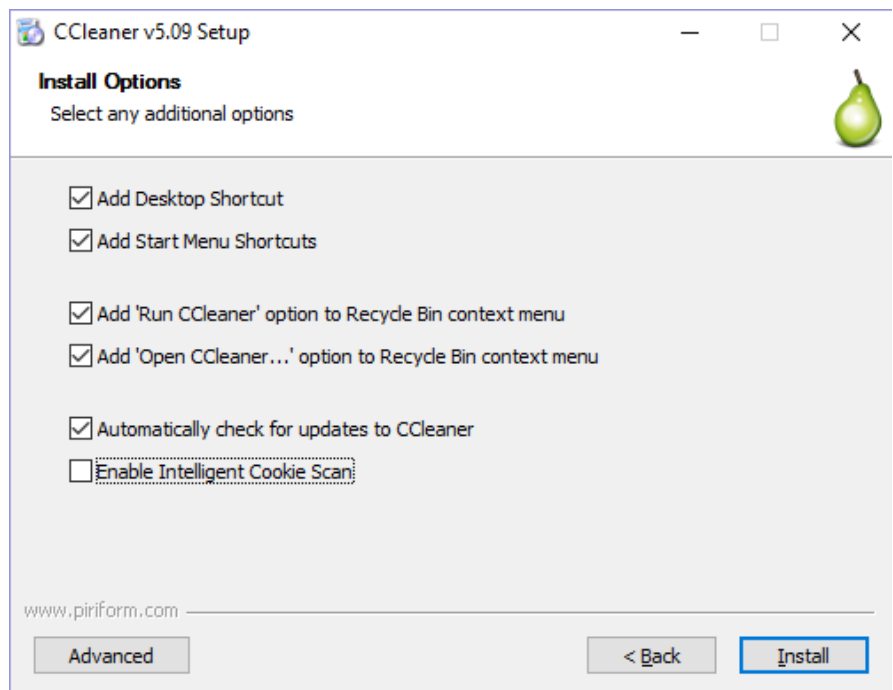 CCleaner v5.09 Setup
Install Options
Select any additional options
Add Desktop Shortcut
Add Start Menu Shortcuts
Add 'Run CCleaner' option to Recycle Bin context menu
Add 'Open CCleaner...' option to Recycle Bin context menu
Automatically check for updates to CCleaner
Enable Intelligent Cookie Scan
www.piriform.com
Advanced
< Back
Install